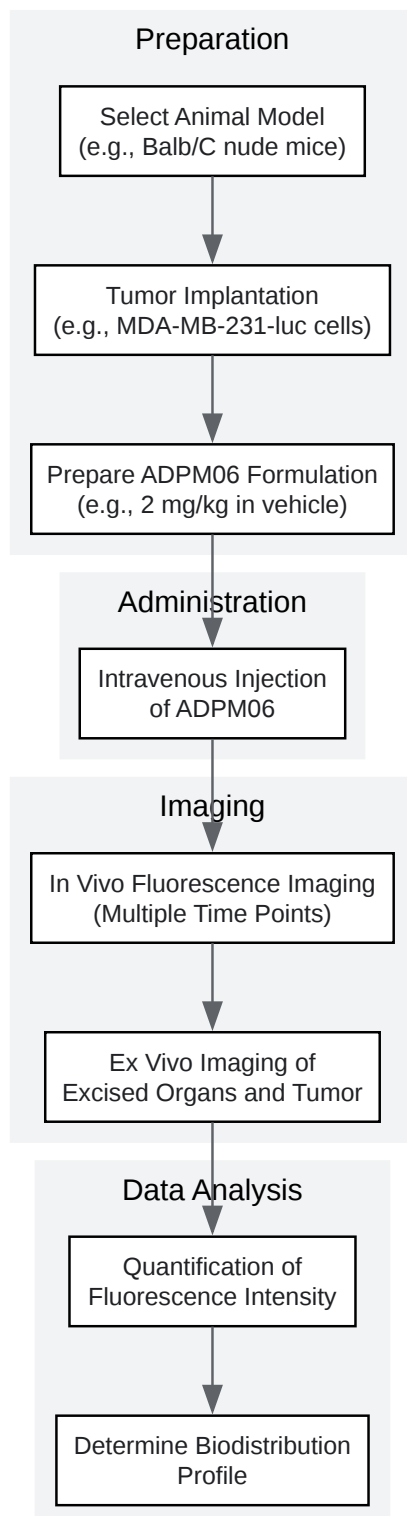 Preparation
Select Animal Model
(e.g., Balb/C nude mice)
Tumor Implantation
(e.g., MDA-MB-231-luc cells)
Prepare ADPM06 Formulation
(e.g., 2 mg/kg in vehicle)
Administration
Intravenous Injection
of ADPM06
Imaging
In Vivo Fluorescence Imaging
(Multiple Time Points)
Ex Vivo Imaging of
Excised Organs and Tumor
Data Analysis
Quantification of
Fluorescence Intensity
Determine Biodistribution
Profile